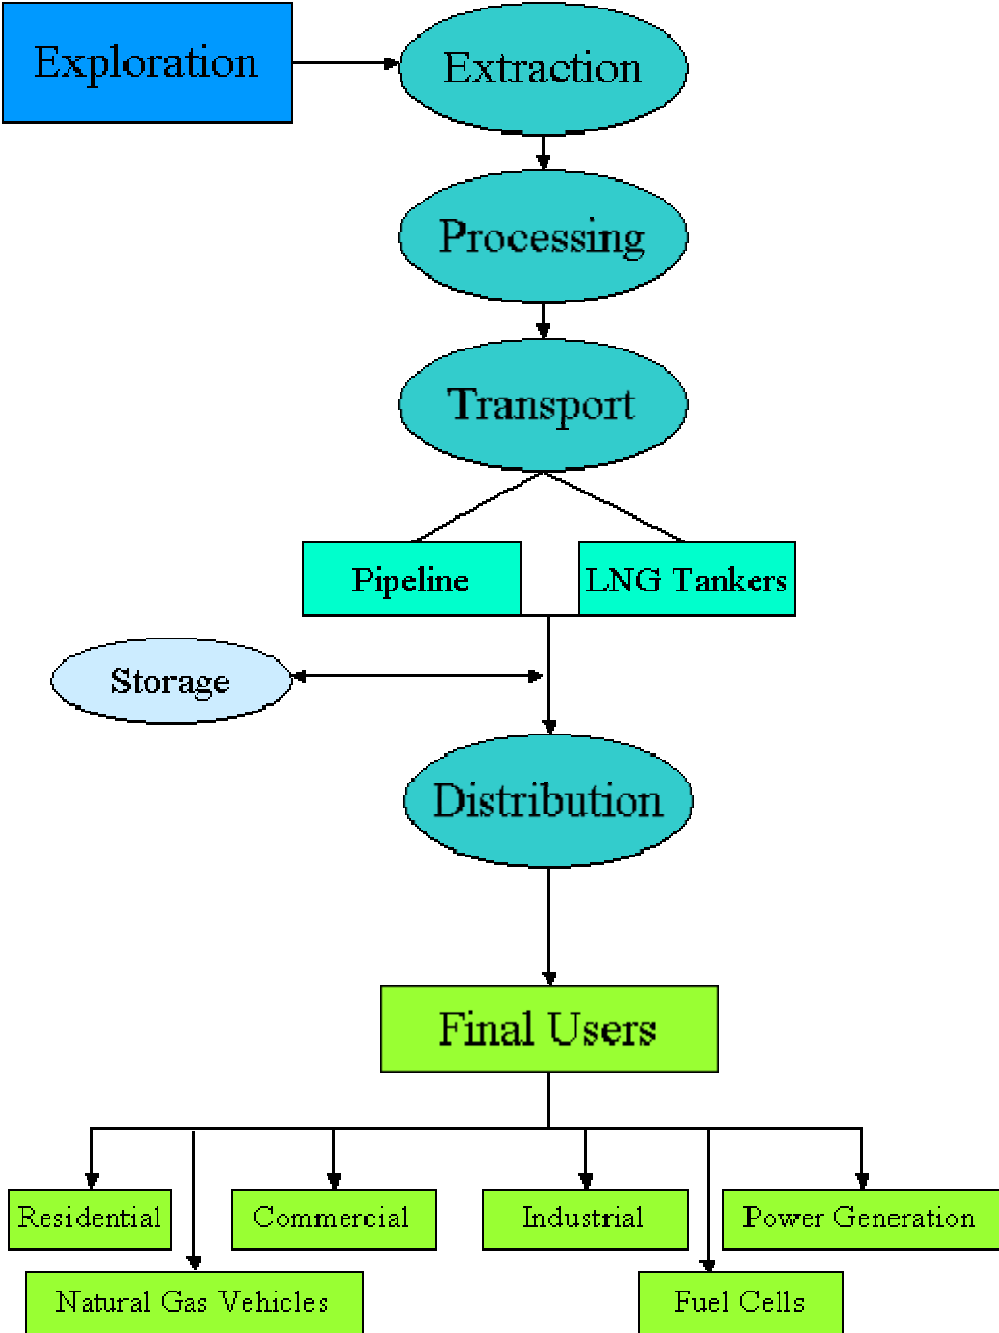 Exploration
Extraction
Processing
Transport
Pipeline
LNG Tankers
Storage
Distribution
Final Users
Residential
Commercial
Industrial
Power Generation
Natural Gas Vehicles
Fuel Cells